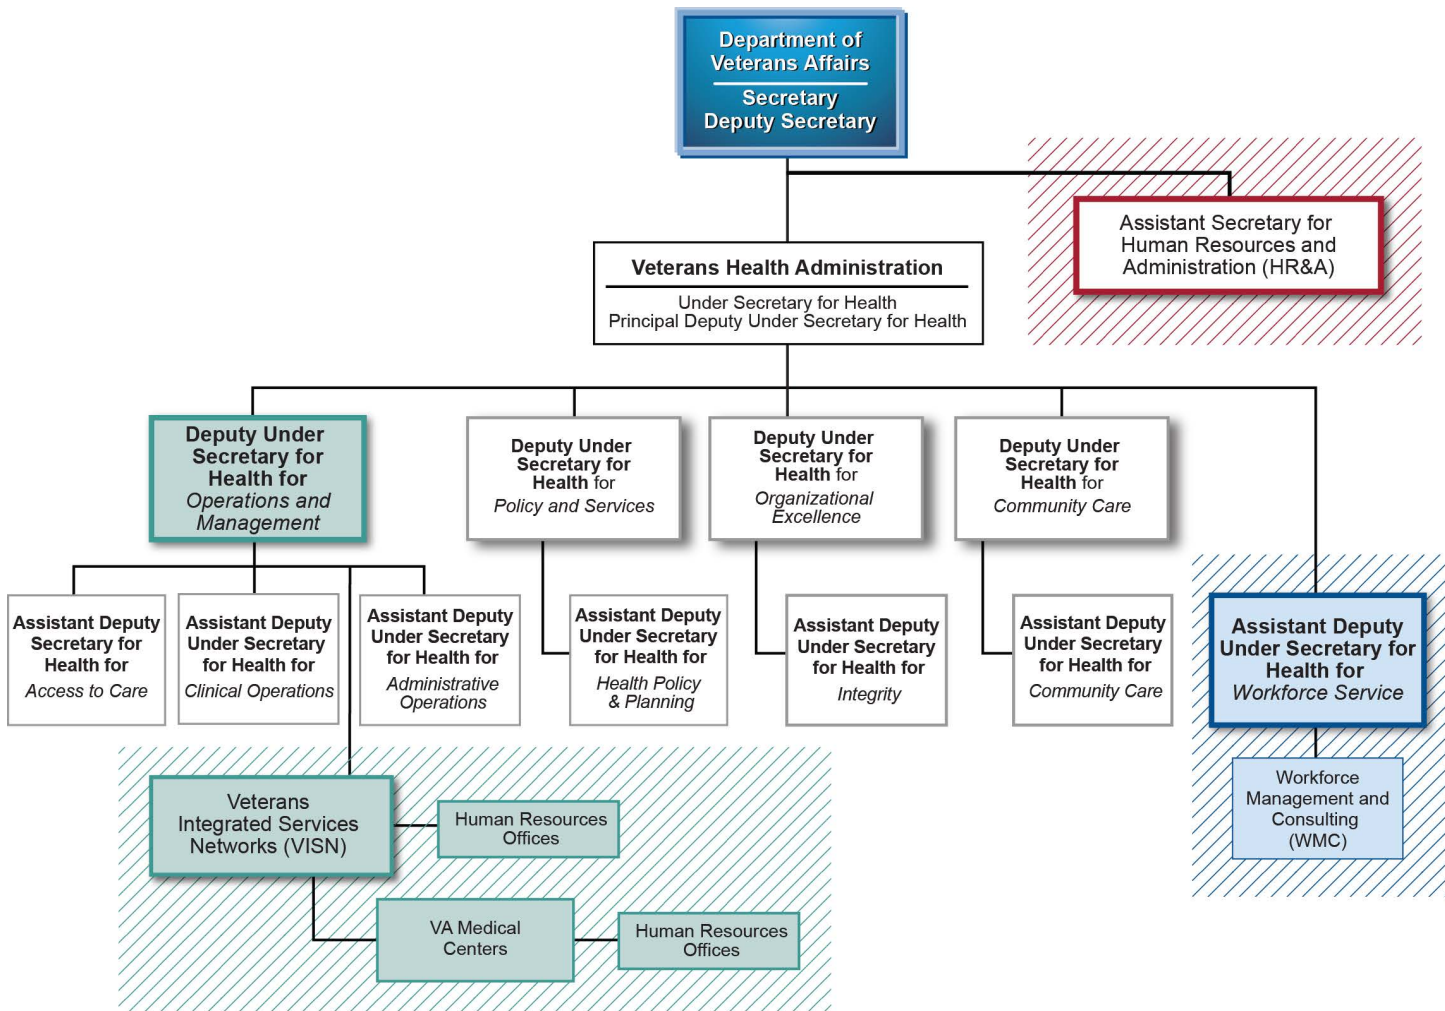 Department of
Veterans Affairs
Secretary
Deputy Secretary
Assistant Secretary for
Human Resources and
Administration (HR&A)
Veterans Health Administration
Under Secretary for Health
Principal Deputy Under Secretary for Health
Deputy Under
Secretary for
Health for
Operations and
Management
Deputy Under
Secretary for
Health for
Policy and Services
Deputy Under
Secretary for
Health for
Organizational
Excellence
Deputy Under
Secretary for
Health for
Community Care
Assistant Deputy
Secretary for
Health for
Access to Care
Assistant Deputy
Under Secretary
for Health for
Clinical Operations
Assistant Deputy
Under Secretary
for Health for
Administrative
Operations
Assistant Deputy
Under Secretary
for Health for
Health Policy
& Planning
Assistant Deputy
Under Secretary
for Health for
Integrity
Assistant Deputy
Under Secretary
for Health for
Community Care
Assistant Deputy
Under Secretary for
Health for
Workforce Service
Workforce
Management and
Consulting
(WMC)
Veterans
Integrated Services
Networks (VISN)
Human Resources
Offices
VA Medical
Centers
Human Resources
Offices